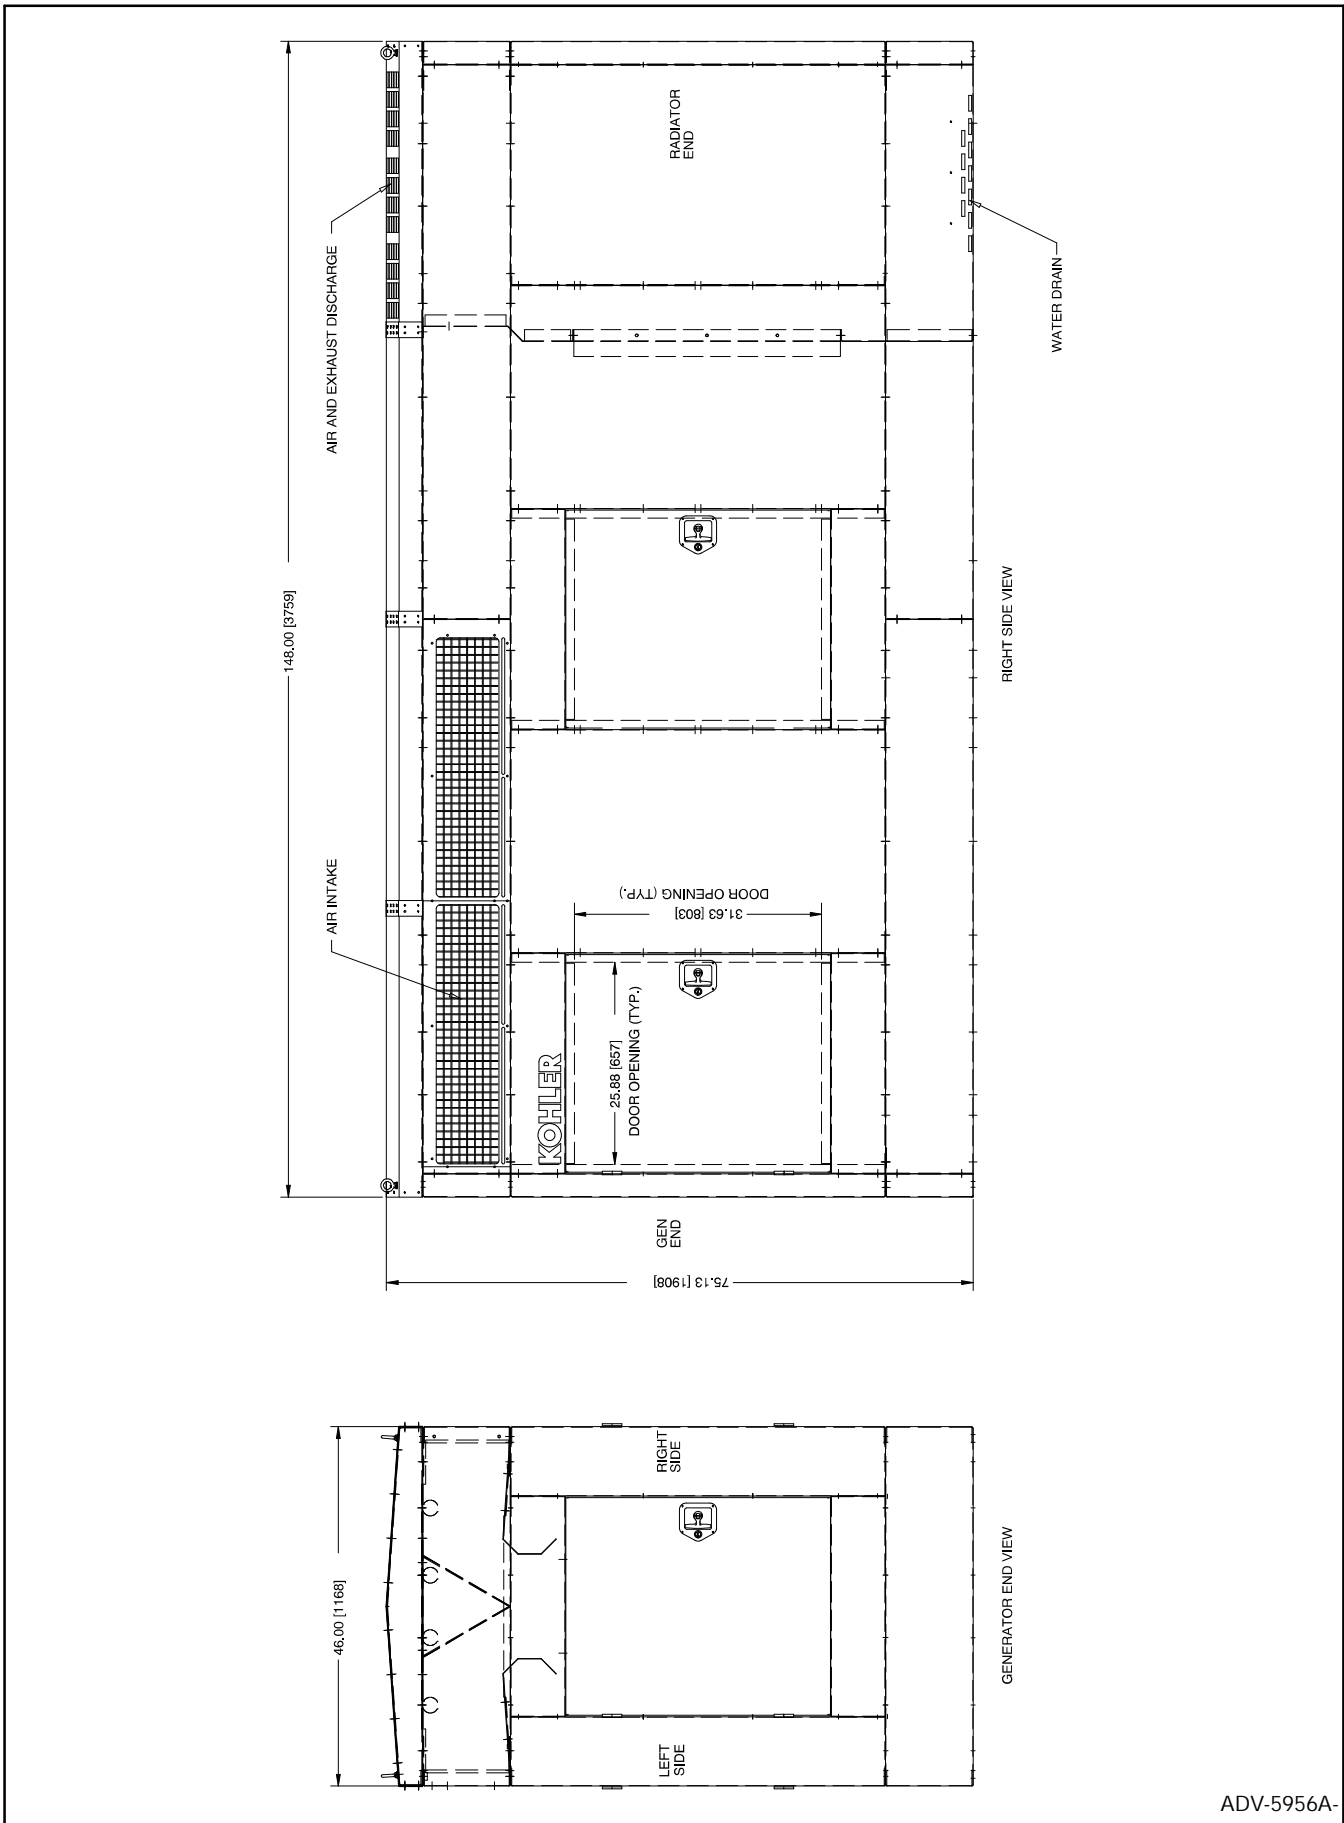 148.00 [3759]
AIR AND EXHAUST DISCHARGE
AIR INTAKE
RADIATOR
END
WATER DRAIN
RIGHT SIDE VIEW
31.63 [803]
DOOR OPENING (TYP.)
25.88 [657]
DOOR OPENING (TYP.)
KOHLER
GEN
END
75.13 [1908]
46.00 [1168]
RIGHT
SIDE
LEFT
SIDE
GENERATOR END VIEW
ADV-5956A-